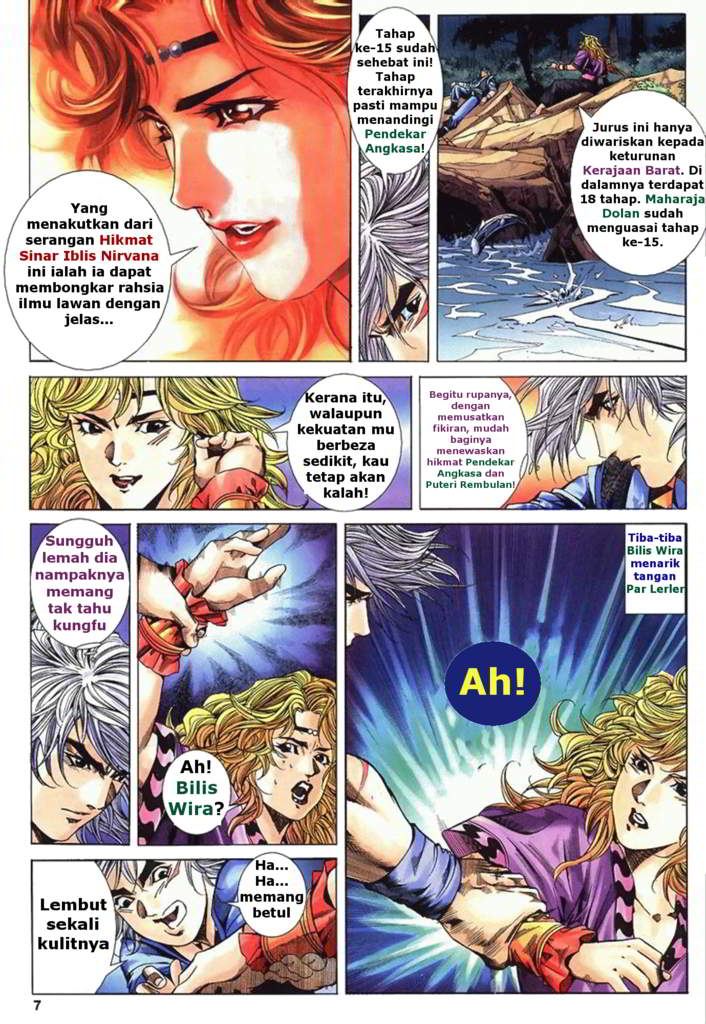 Yang
menakutkan dari
serangan Hikmat
Sinar Iblis Nirvana
ini ialah ia dapat
membongkar rahsia
ilmu lawan dengan
jelas...
Tahap
ke-15 sudah
sehebat ini!
Tahap
terakhirnya
pasti mampu
menandingi
Pendekar
Angkasa!
Jurus ini hanya
diwariskan kepada
keturunan
Kerajaan Barat. Di
dalamnya terdapat
18 tahap. Maharaja
Dolan sudah
menguasai tahap
ke-15.
Kerana itu,
walaupun
kekuatan mu
berbeza
sedikit, kau
tetap akan
kalah!
Begitu rupanya,
dengan
memusatkan
fikiran, mudah
baginya
menewaskan
hikmat Pendekar
Angkasa dan
Puteri Rembulan!
Sungguh
lemah dia
nampaknya
memang
tak tahu
kungfu
Ah!
Bilis
Wira?
Tiba-tiba
Bilis Wira
menarik
tangan
Par Lerler
Ah!
Lembut
sekali
kulitnya
Ha...
Ha...
memang
betul
7